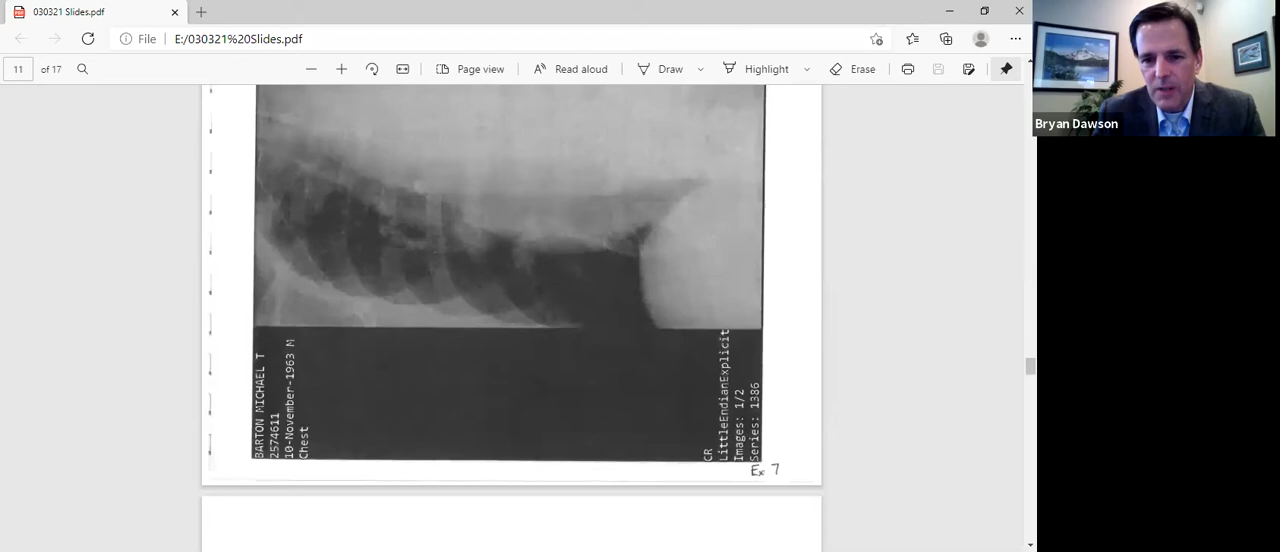 030321 Slides.pdf
File
E:/030321%20Slides.pdf
11
of 17
Page view
Read aloud
Draw
Highlight
Erase
Bryan Dawson
BARTON MICHAEL T
2574611
10-November-1963 M
Chest
CR
LittleEndianExplicit
Images: 1/2
Series: 1386
Ex 7